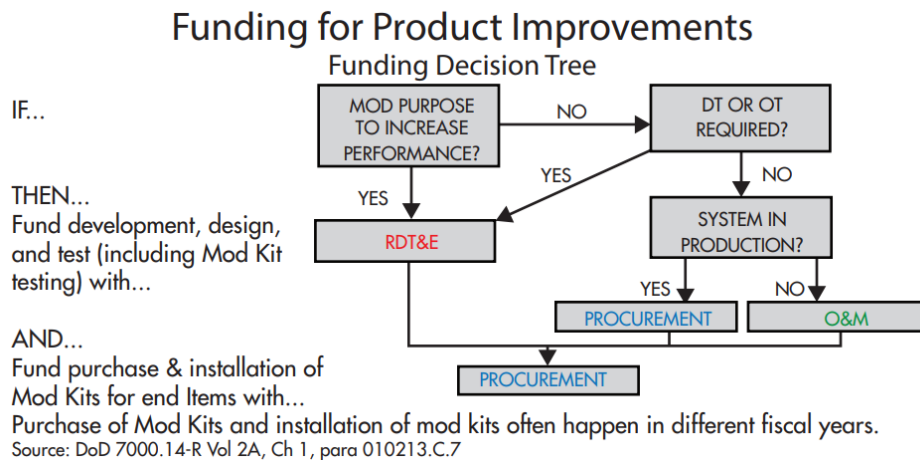 Funding for Product Improvements
Funding Decision Tree
IF...
MOD PURPOSE
TO INCREASE
PERFORMANCE?
NO
DT OR OT
REQUIRED?
YES
YES
NO
THEN...
Fund development, design,
and test (including Mod Kit
testing) with...
RDT&E
SYSTEM IN
PRODUCTION?
YES
NO
PROCUREMENT
O&M
AND...
Fund purchase & installation of
Mod Kits for end Items with...
PROCUREMENT
Purchase of Mod Kits and installation of mod kits often happen in different fiscal years.
Source: DoD 7000.14-R Vol 2A, Ch 1, para 010213.C.7